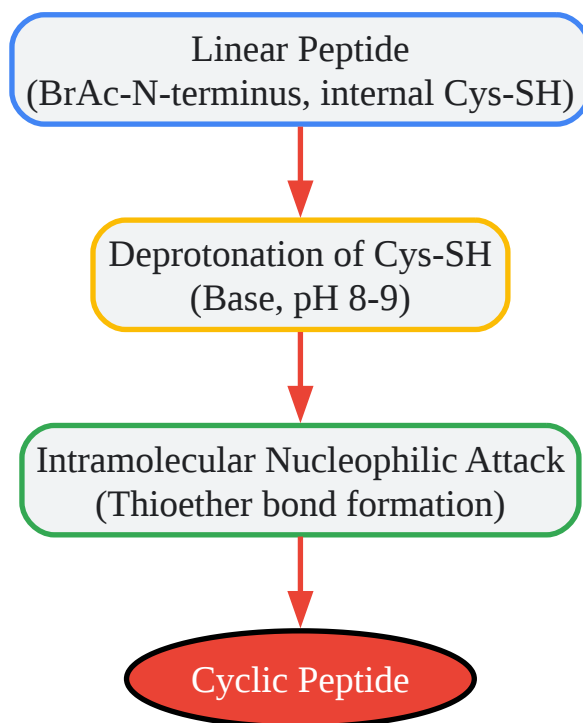 Linear Peptide
(BrAc-N-terminus, internal Cys-SH)
Deprotonation of Cys-SH
(Base, pH 8-9)
Intramolecular Nucleophilic Attack
(Thioether bond formation)
Cyclic Peptide